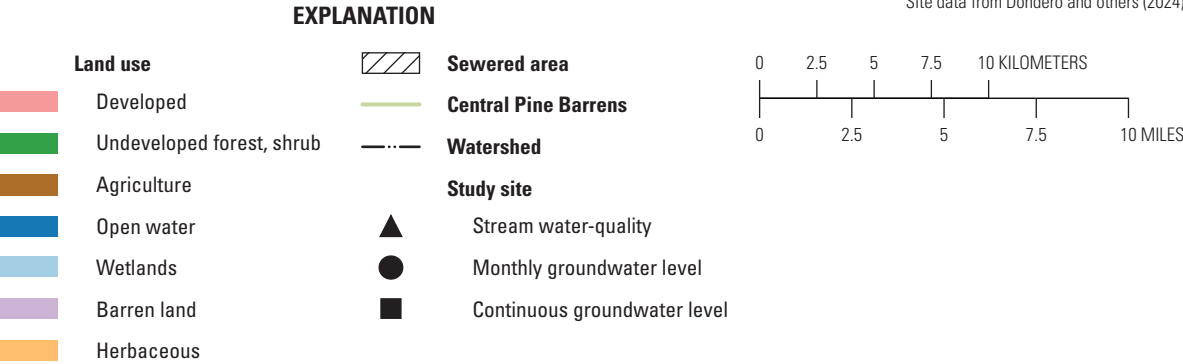 Site data from Dondero and others (2024)
EXPLANATION
Land use
Developed
Undeveloped forest, shrub
Agriculture
Open water
Wetlands
Barren land
Herbaceous
Sewered area
Central Pine Barrens
Watershed
Study site
Stream water-quality
Monthly groundwater level
Continuous groundwater level
0 2.5 5 7.5 10 KILOMETERS
0 2.5 5 7.5 10 MILES